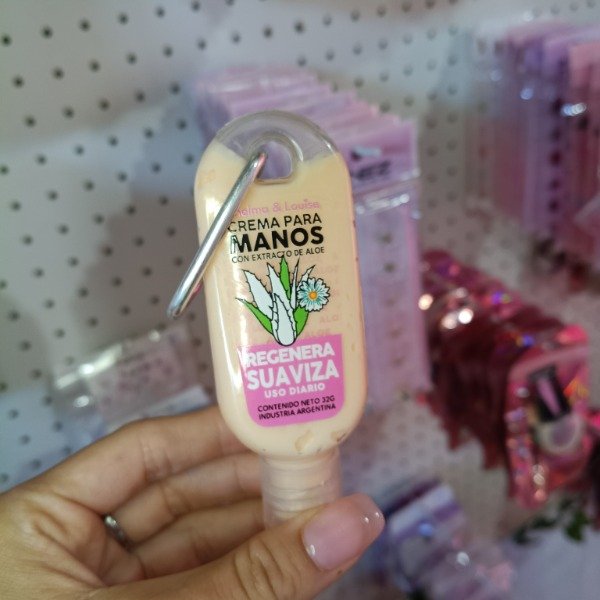 Thelma & Louise
CREMA PARA
MANOS
CON EXTRACTO DE ALOE
REGENERA
SUAVIZA
USO DIARIO
CONTENIDO NETO 32G
INDUSTRIA ARGENTINA